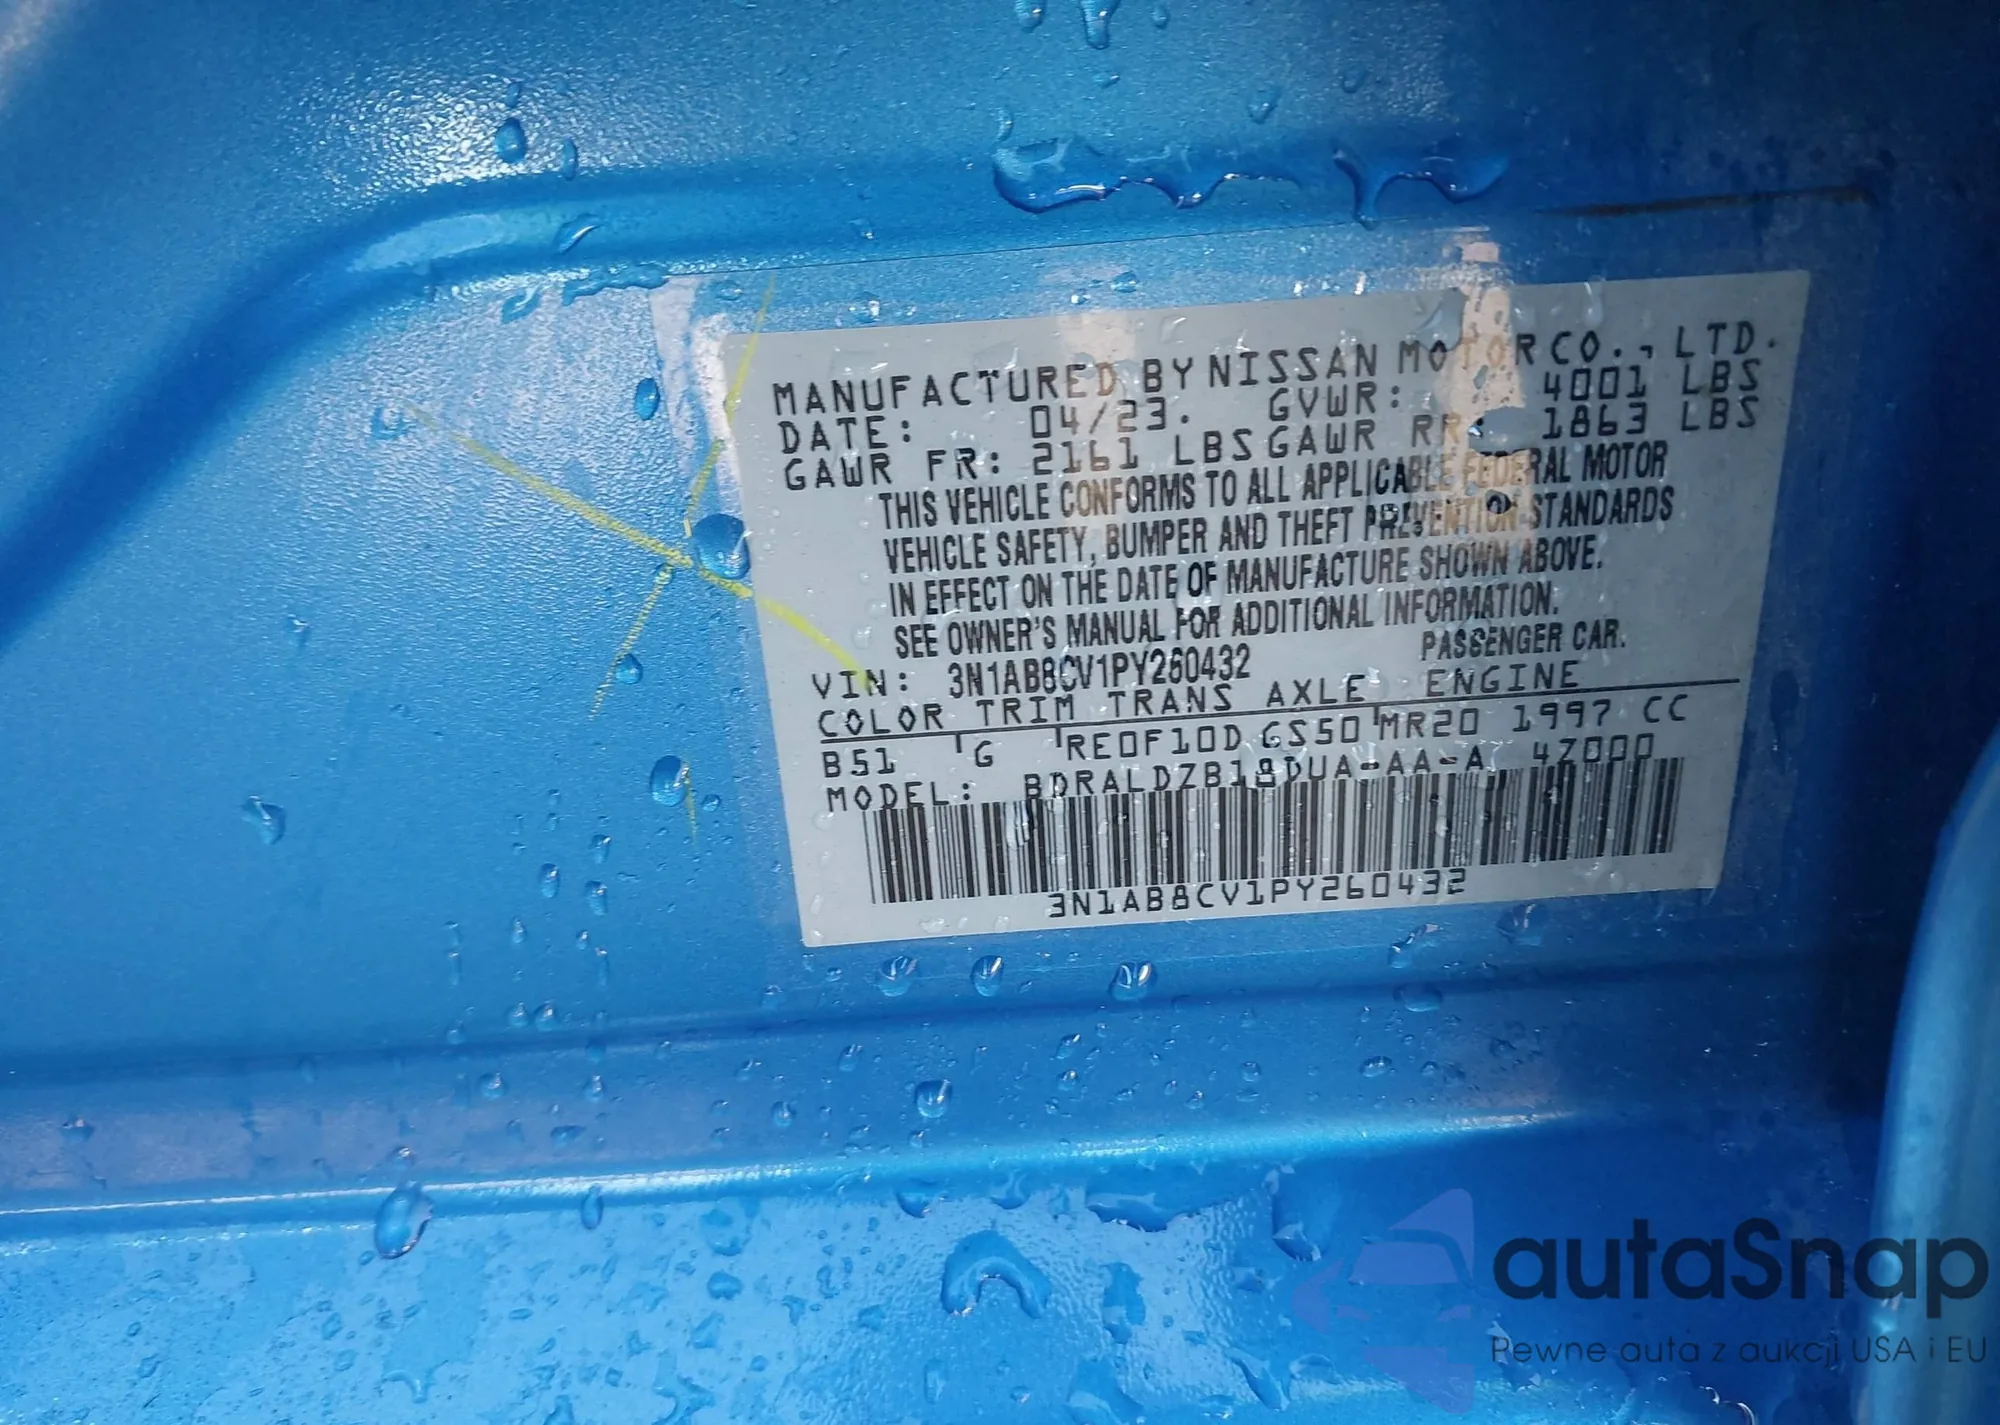 MANUFACTURED BY NISSAN MOTOR CO., LTD.
DATE: 04/23. GVWR: 4001 LBS
GAWR FR: 2161 LBS GAWR RR: 1863 LBS
THIS VEHICLE CONFORMS TO ALL APPLICABLE FEDERAL MOTOR
VEHICLE SAFETY, BUMPER AND THEFT PREVENTION STANDARDS
IN EFFECT ON THE DATE OF MANUFACTURE SHOWN ABOVE.
SEE OWNER'S MANUAL FOR ADDITIONAL INFORMATION.
VIN: 3N1AB8CV1PY260432 PASSENGER CAR.
COLOR TRIM TRANS AXLE ENGINE
B51 G RE0F10D GS50 MR20 1997 CC
MODEL: BDRALDZB18DUA-AA-A 4Z000
3N1AB8CV1PY260432
autaSnap
Pewne auta z aukcji USA i EU